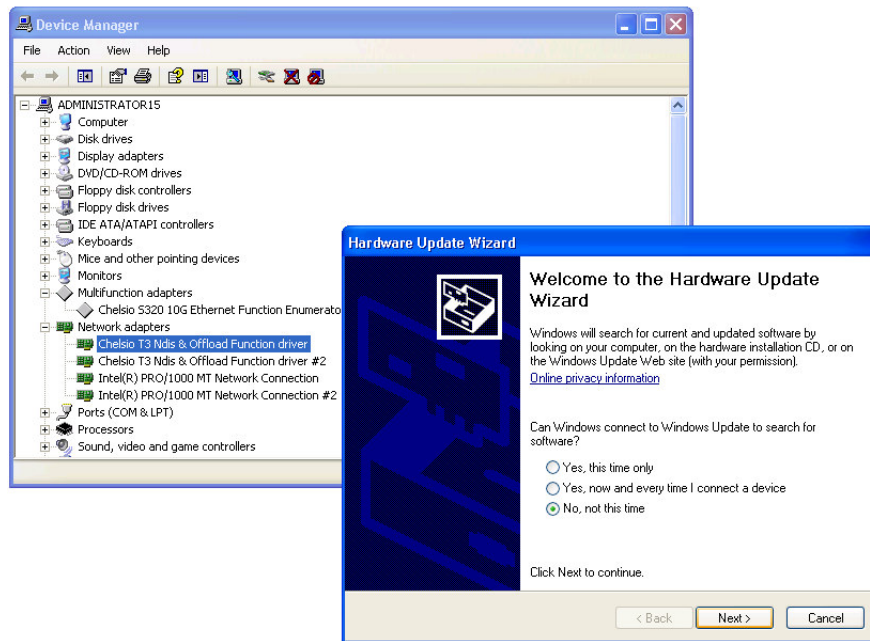 Device Manager
File Action View Help
ADMINISTRATOR15
Computer
Disk drives
Display adapters
DVD/CD-ROM drives
Floppy disk controllers
Floppy disk drives
IDE ATA/ATAPI controllers
Keyboards
Mice and other pointing devices
Monitors
Multifunction adapters
Chelsio S320 10G Ethernet Function Enumerato
Network adapters
Chelsio T3 Ndis & Offload Function driver
Chelsio T3 Ndis & Offload Function driver #2
Intel(R) PRO/1000 MT Network Connection
Intel(R) PRO/1000 MT Network Connection #2
Ports (COM & LPT)
Processors
Sound, video and game controllers
Hardware Update Wizard
Welcome to the Hardware Update
Wizard
Windows will search for current and updated software by
looking on your computer, on the hardware installation CD, or on
the Windows Update Web site (with your permission).
Online privacy information
Can Windows connect to Windows Update to search for
software?
Yes, this time only
Yes, now and every time I connect a device
No, not this time
Click Next to continue.
< Back Next > Cancel